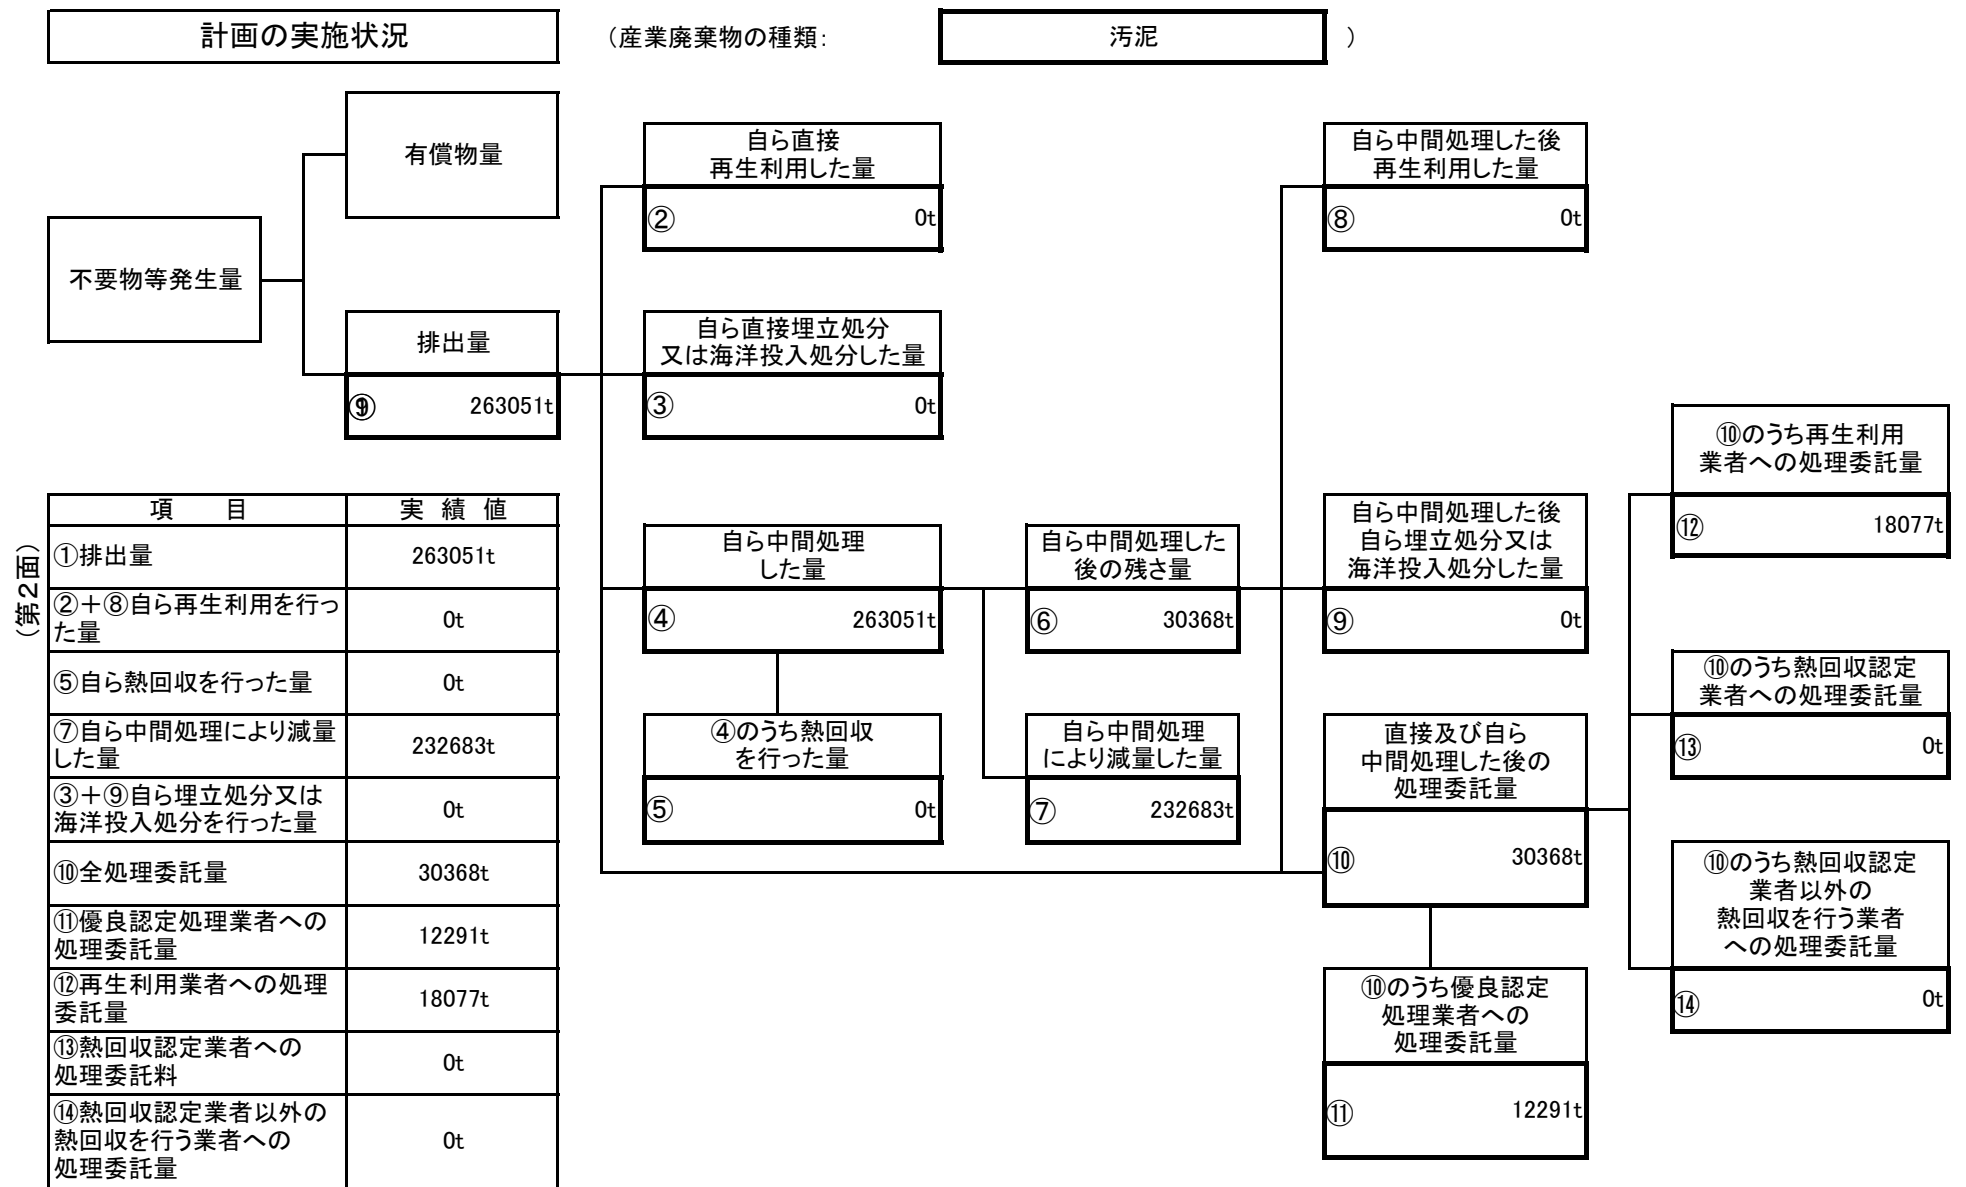 計画の実施状況
（産業廃棄物の種類：
汚泥
）
有償物量
不要物等発生量
排出量
263051t
自ら直接
再生利用した量
② 0t
自ら直接埋立処分
又は海洋投入処分した量
③ 0t
自ら中間処理
した量
④ 263051t
④のうち熱回収
を行った量
⑤ 0t
自ら中間処理した
後の残さ量
⑥ 30368t
自ら中間処理
により減量した量
⑦ 232683t
自ら中間処理した後
再生利用した量
⑧ 0t
自ら中間処理した後
自ら埋立処分又は
海洋投入処分した量
⑨ 0t
直接及び自ら
中間処理した後の
処理委託量
⑩ 30368t
⑩のうち優良認定
処理業者への
処理委託量
⑪ 12291t
⑩のうち再生利用
業者への処理委託量
⑫ 18077t
⑩のうち熱回収認定
業者への処理委託量
⑬ 0t
⑩のうち熱回収認定
業者以外の
熱回収を行う業者
への処理委託量
⑭ 0t
（第2面）
項　目 実 績 値
①排出量 263051t
②＋⑧自ら再生利用を行っ
た量 0t
⑤自ら熱回収を行った量 0t
⑦自ら中間処理により減量
した量 232683t
③＋⑨自ら埋立処分又は
海洋投入処分を行った量 0t
⑩全処理委託量 30368t
⑪優良認定処理業者への
処理委託量 12291t
⑫再生利用業者への処理
委託量 18077t
⑬熱回収認定業者への
処理委託料 0t
⑭熱回収認定業者以外の
熱回収を行う業者への
処理委託量 0t